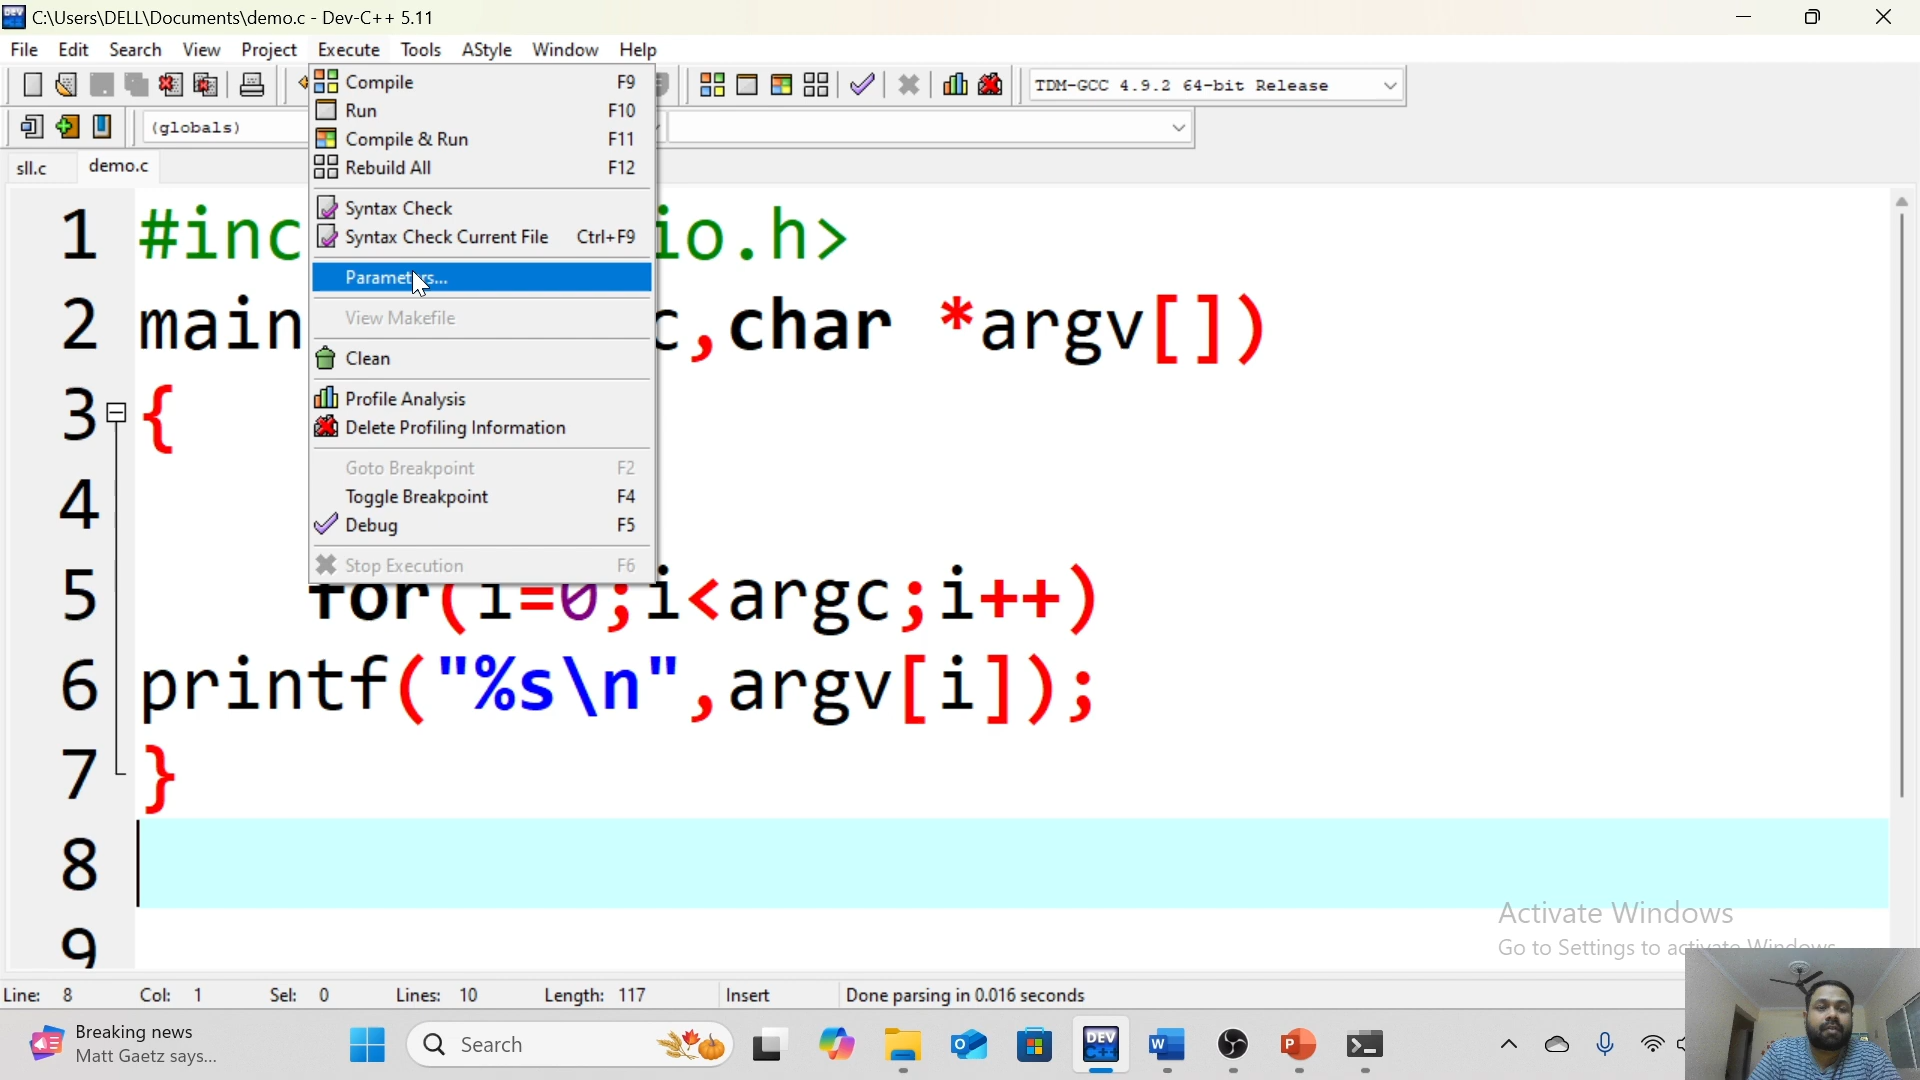 C:\Users\DELL\Documents\demo.c - Dev-C++ 5.11
File Edit Search View Project Execute Tools AStyle Window Help
Compile F9
Run F10
Compile & Run F11
Rebuild All F12
Syntax Check
Syntax Check Current File Ctrl+F9
Parameters...
View Makefile
Clean
Profile Analysis
Delete Profiling Information
Goto Breakpoint F2
Toggle Breakpoint F4
Debug F5
Stop Execution F6
TDM-GCC 4.9.2 64-bit Release
(globals)
sll.c demo.c
1 #inc io.h>
2 main c,char *argv[])
3 {
4
5 for(i=0;i<argc;i++)
6 printf("%s\n",argv[i]);
7 }
8
9
Activate Windows
Go to Settings to activate Windows
Line: 8 Col: 1 Sel: 0 Lines: 10 Length: 117 Insert Done parsing in 0.016 seconds
Breaking news
Matt Gaetz says...
Search
DEV C++
W
P